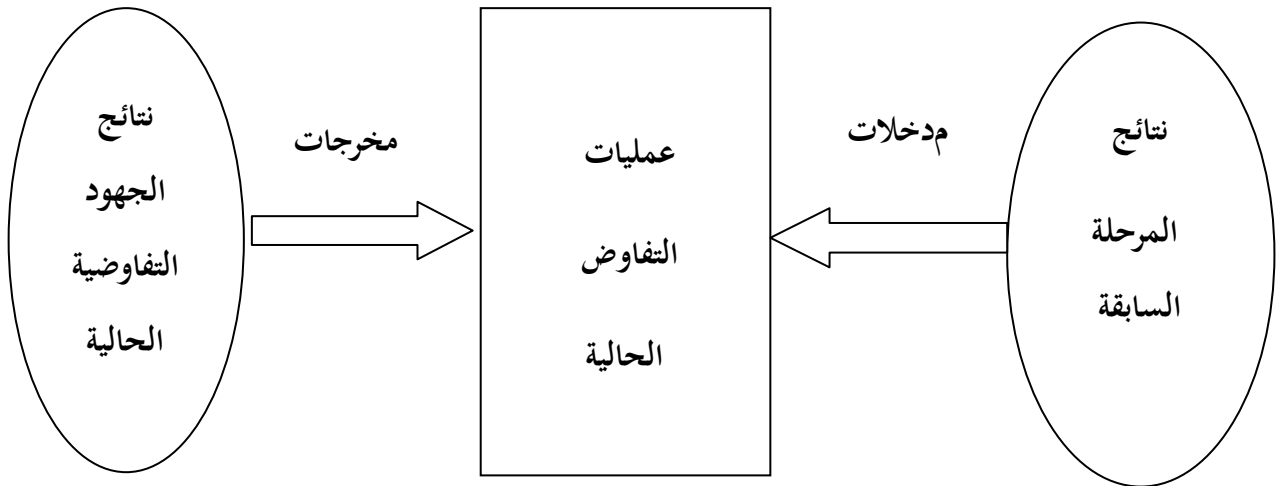 نتائج
المرحلة
السابقة
مدخلات
عمليات
التفاوض
الحالية
مخرجات
نتائج
الجهود
التفاوضية
الحالية